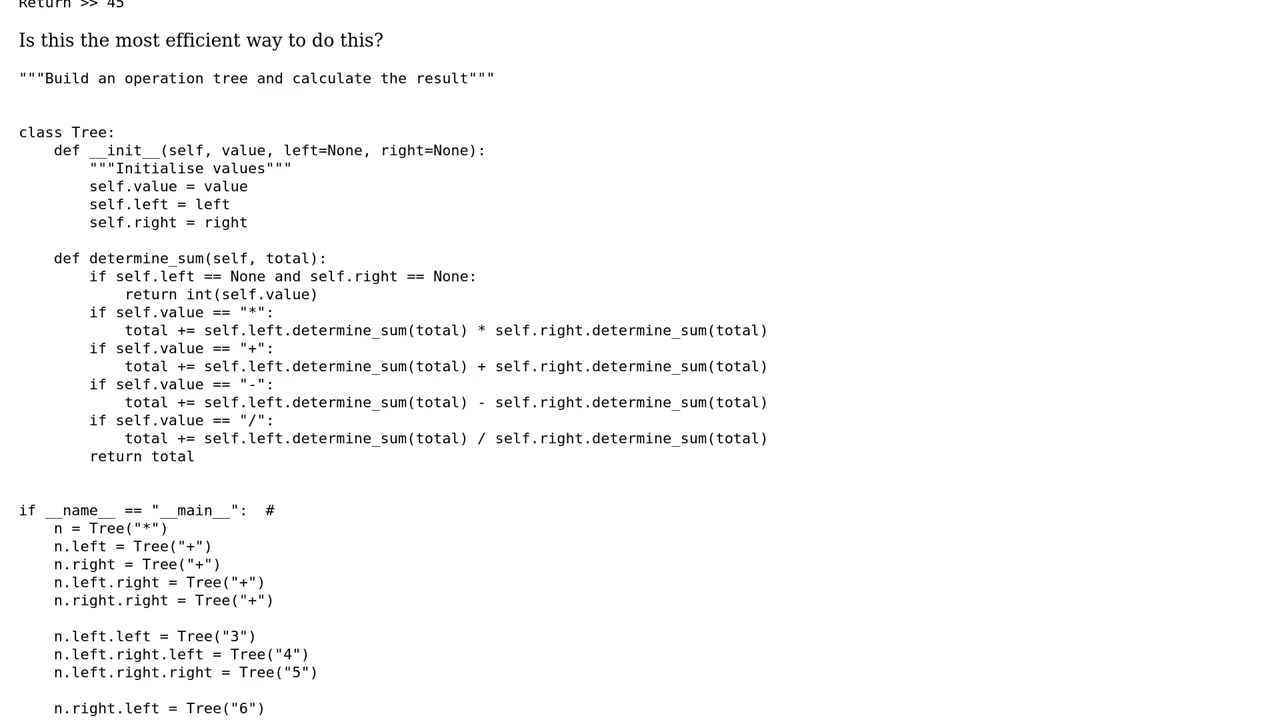 Return >> 45
Is this the most efficient way to do this?
"""Build an operation tree and calculate the result"""
class Tree:
    def __init__(self, value, left=None, right=None):
        """Initialise values"""
        self.value = value
        self.left = left
        self.right = right
    def determine_sum(self, total):
        if self.left == None and self.right == None:
            return int(self.value)
        if self.value == "*":
            total += self.left.determine_sum(total) * self.right.determine_sum(total)
        if self.value == "+":
            total += self.left.determine_sum(total) + self.right.determine_sum(total)
        if self.value == "-":
            total += self.left.determine_sum(total) - self.right.determine_sum(total)
        if self.value == "/":
            total += self.left.determine_sum(total) / self.right.determine_sum(total)
        return total
if __name__ == "__main__":  #
    n = Tree("*")
    n.left = Tree("+")
    n.right = Tree("+")
    n.left.right = Tree("+")
    n.right.right = Tree("+")
    n.left.left = Tree("3")
    n.left.right.left = Tree("4")
    n.left.right.right = Tree("5")
    n.right.left = Tree("6")